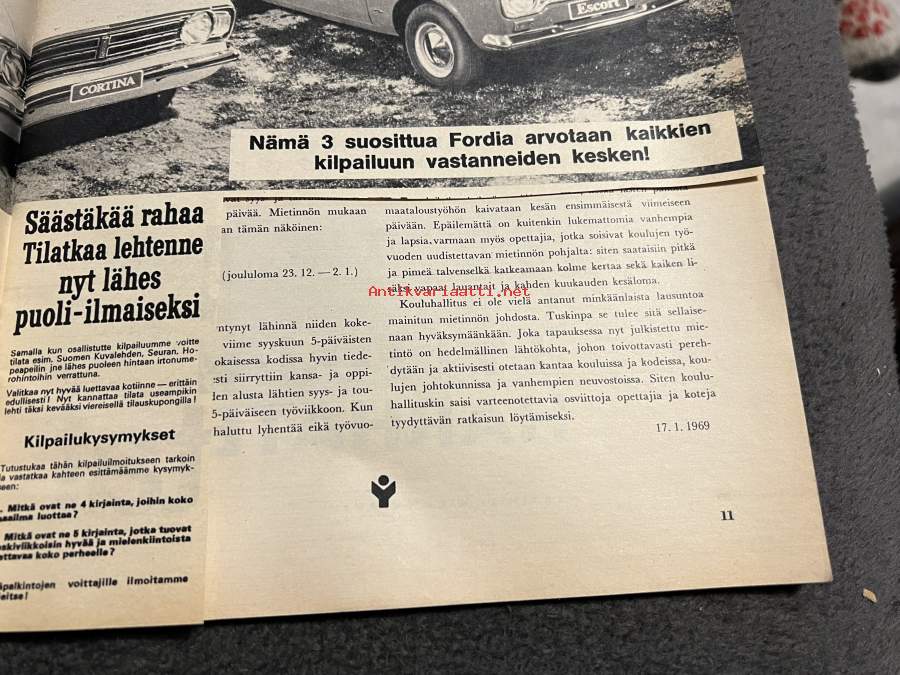 CORTINA
Escort
Nämä 3 suosittua Fordia arvotaan kaikkien
kilpailuun vastanneiden kesken!
Säästäkää rahaa
Tilatkaa lehtenne
nyt lähes
puoli-ilmaiseksi
Samalla kun osallistutte kilpailuumme voitte
tilata esim. Suomen Kuvalehden, Seuran, Ho-
peapeilin jne lähes puoleen hintaan irtonume-
rohintoihin verrattuna.
Valitkaa nyt hyvää luettavaa kotiinne — erittäin
edullisesti! Nyt kannattaa tilata useampikin
lehti täksi kevääksi viereisellä tilauskupongilla!
Kilpailukysymykset
Tutustukaa tähän kilpailuilmoitukseen tarkoin
ja vastatkaa kahteen esittämäämme kysymyk-
seen:
. Mitkä ovat ne 4 kirjainta, joihin koko
maailma luottaa?
Mitkä ovat ne 5 kirjainta, jotka tuovat
eskiviikkoisin hyvää ja mielenkiintoista
ettavaa koko perheelle?
äpalkintojen voittajille ilmoitamme
eitse!
päivää. Mietinnön mukaan
an tämän näköinen:
(joululoma 23. 12. — 2. 1.)
ntynyt lähinnä niiden koke-
viime syyskuun 5-päiväisten
okaisessa kodissa hyvin tiede-
sti siirryttiin kansa- ja oppi-
len alusta lähtien syys- ja tou-
5-päiväiseen työviikkoon. Kun
haluttu lyhentää eikä työvuo-
maataloustyöhön kaivataan kesän ensimmäisestä viimeiseen
päivään. Epäilemättä on kuitenkin lukemattomia vanhempia
ja lapsia, varmaan myös opettajia, jotka soisivat koulujen työ-
vuoden uudistettavan mietinnön pohjalta: siten saataisiin pitkä
ja pimeä talvenselkä katkeamaan kolme kertaa sekä kaiken li-
säksi vapaat lauantait ja kahden kuukauden kesäloma.
Antikvariaatti.net
Kouluhallitus ei ole vielä antanut minkäänlaista lausuntoa
mainitun mietinnön johdosta. Tuskinpa se tulee sitä sellaise-
naan hyväksymäänkään. Joka tapauksessa nyt julkistettu mie-
tintö on hedelmällinen lähtökohta, johon toivottavasti pereh-
dytään ja aktiivisesti otetaan kantaa kouluissa ja kodeissa, kou-
lujen johtokunnissa ja vanhempien neuvostoissa. Siten koulu-
hallituskin saisi varteenotettavia osviittoja opettajia ja koteja
tyydyttävän ratkaisun löytämiseksi.
17. 1. 1969
11